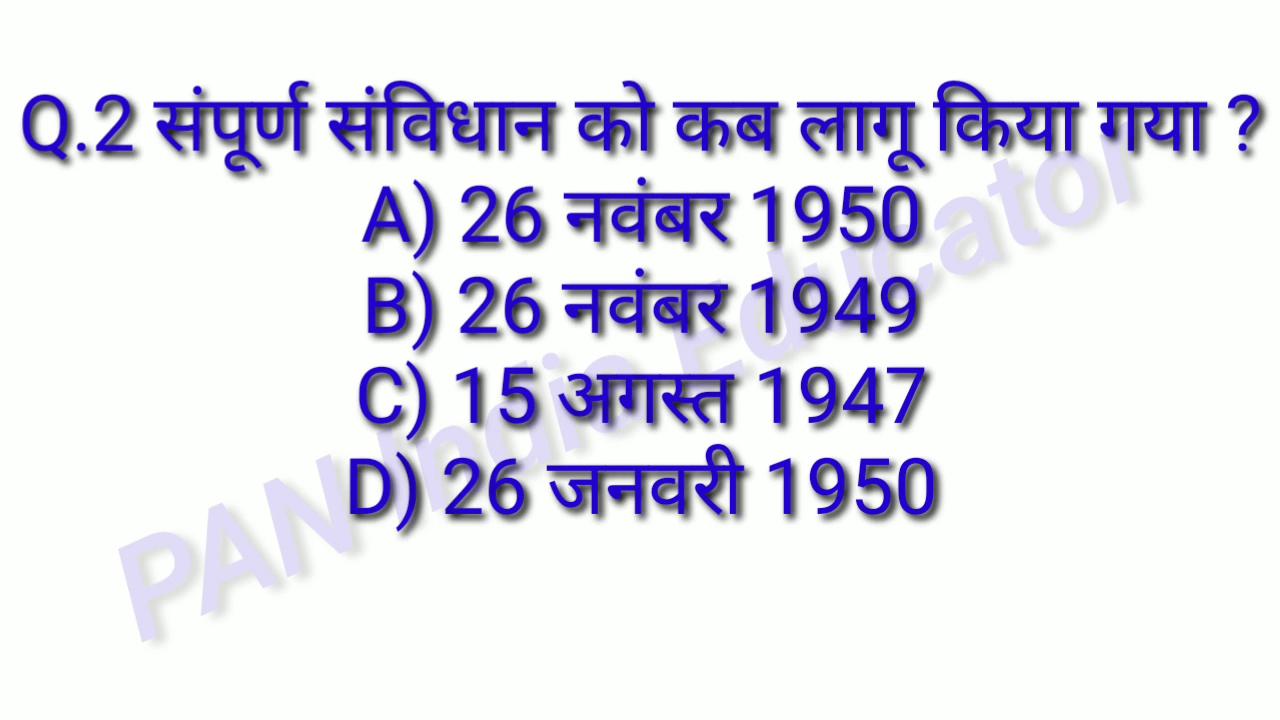 Q.2 संपूर्ण संविधान को कब लागू किया गया ?
A) 26 नवंबर 1950
B) 26 नवंबर 1949
C) 15 अगस्त 1947
D) 26 जनवरी 1950
PAN India Educator